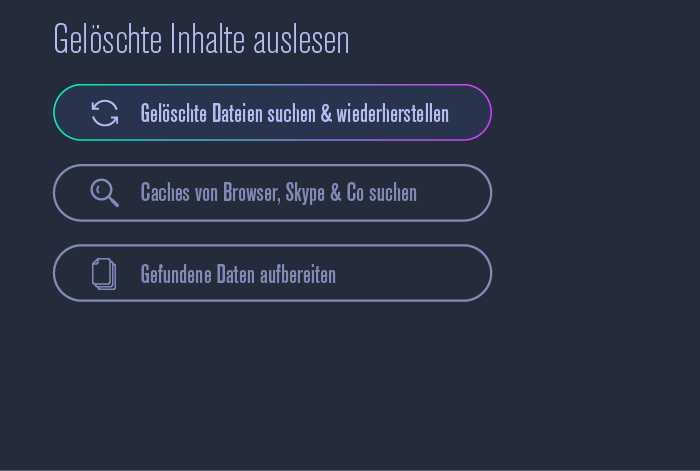 Gelöschte Inhalte auslesen
Gelöschte Dateien suchen & wiederherstellen
Caches von Browser, Skype & Co suchen
Gefundene Daten aufbereiten